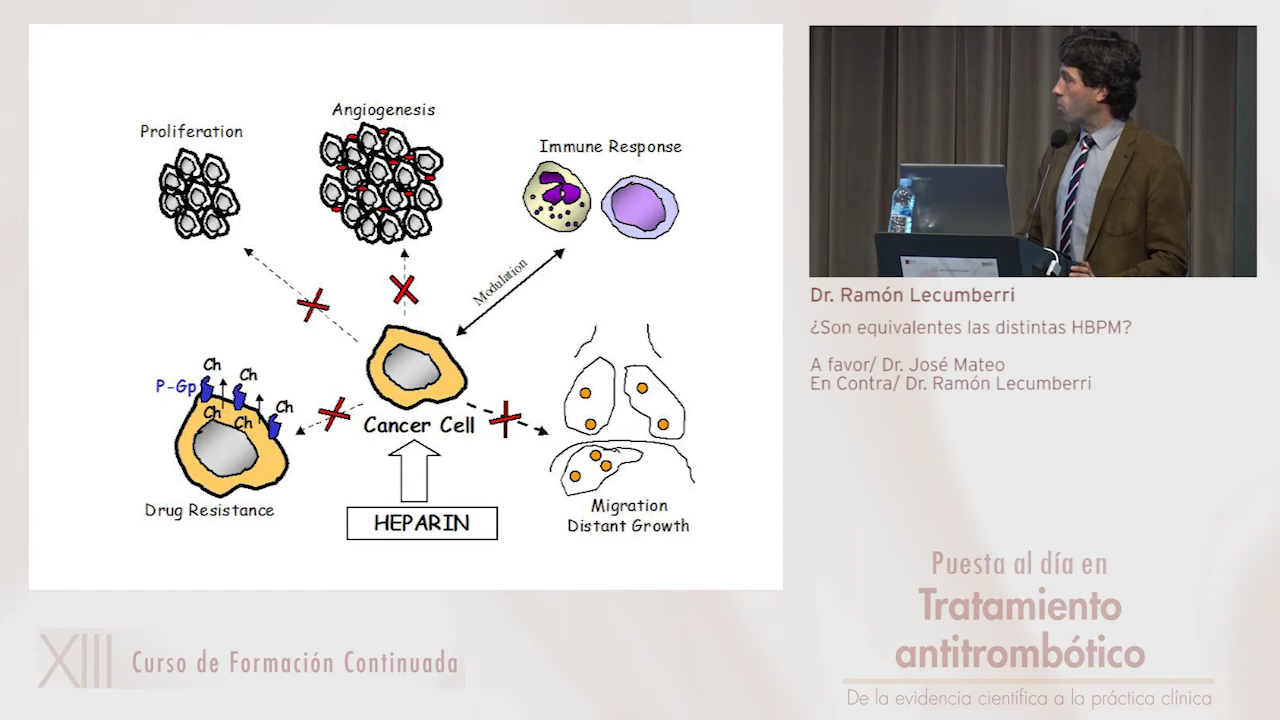 Proliferation
Angiogenesis
Immune Response
Modulation
P-Gp
Ch
Ch
Ch
Ch
Ch
Cancer Cell
Drug Resistance
HEPARIN
Migration
Distant Growth
Dr. Ramón Lecumberri
¿Son equivalentes las distintas HBPM?
A favor/ Dr. José Mateo
En Contra/ Dr. Ramón Lecumberri
Puesta al día en
Tratamiento
antitrombótico
De la evidencia científica a la práctica clínica
XIII Curso de Formación Continuada